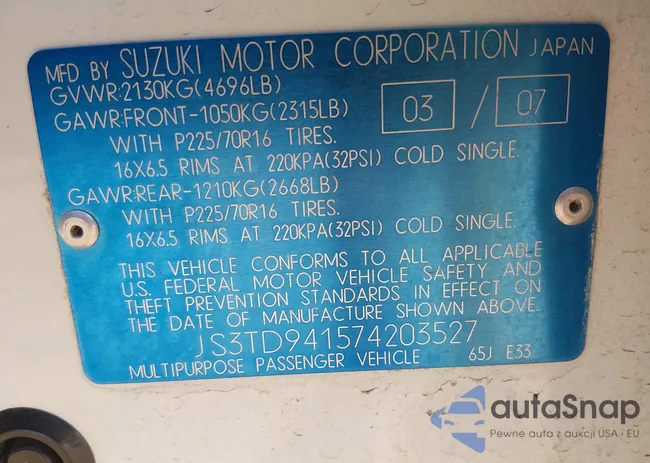 MFD BY SUZUKI MOTOR CORPORATION JAPAN
GVWR:2130KG(4696LB)
GAWR:FRONT-1050KG(2315LB) 03 / 07
WITH P225/70R16 TIRES.
16X6.5 RIMS AT 220KPA(32PSI) COLD SINGLE.
GAWR:REAR-1210KG(2668LB)
WITH P225/70R16 TIRES.
16X6.5 RIMS AT 220KPA(32PSI) COLD SINGLE.
THIS VEHICLE CONFORMS TO ALL APPLICABLE
U.S. FEDERAL MOTOR VEHICLE SAFETY AND
THEFT PREVENTION STANDARDS IN EFFECT ON
THE DATE OF MANUFACTURE SHOWN ABOVE.
JS3TD941574203527
MULTIPURPOSE PASSENGER VEHICLE 65J E33
autaSnap
Pewne auta z aukcji USA i EU